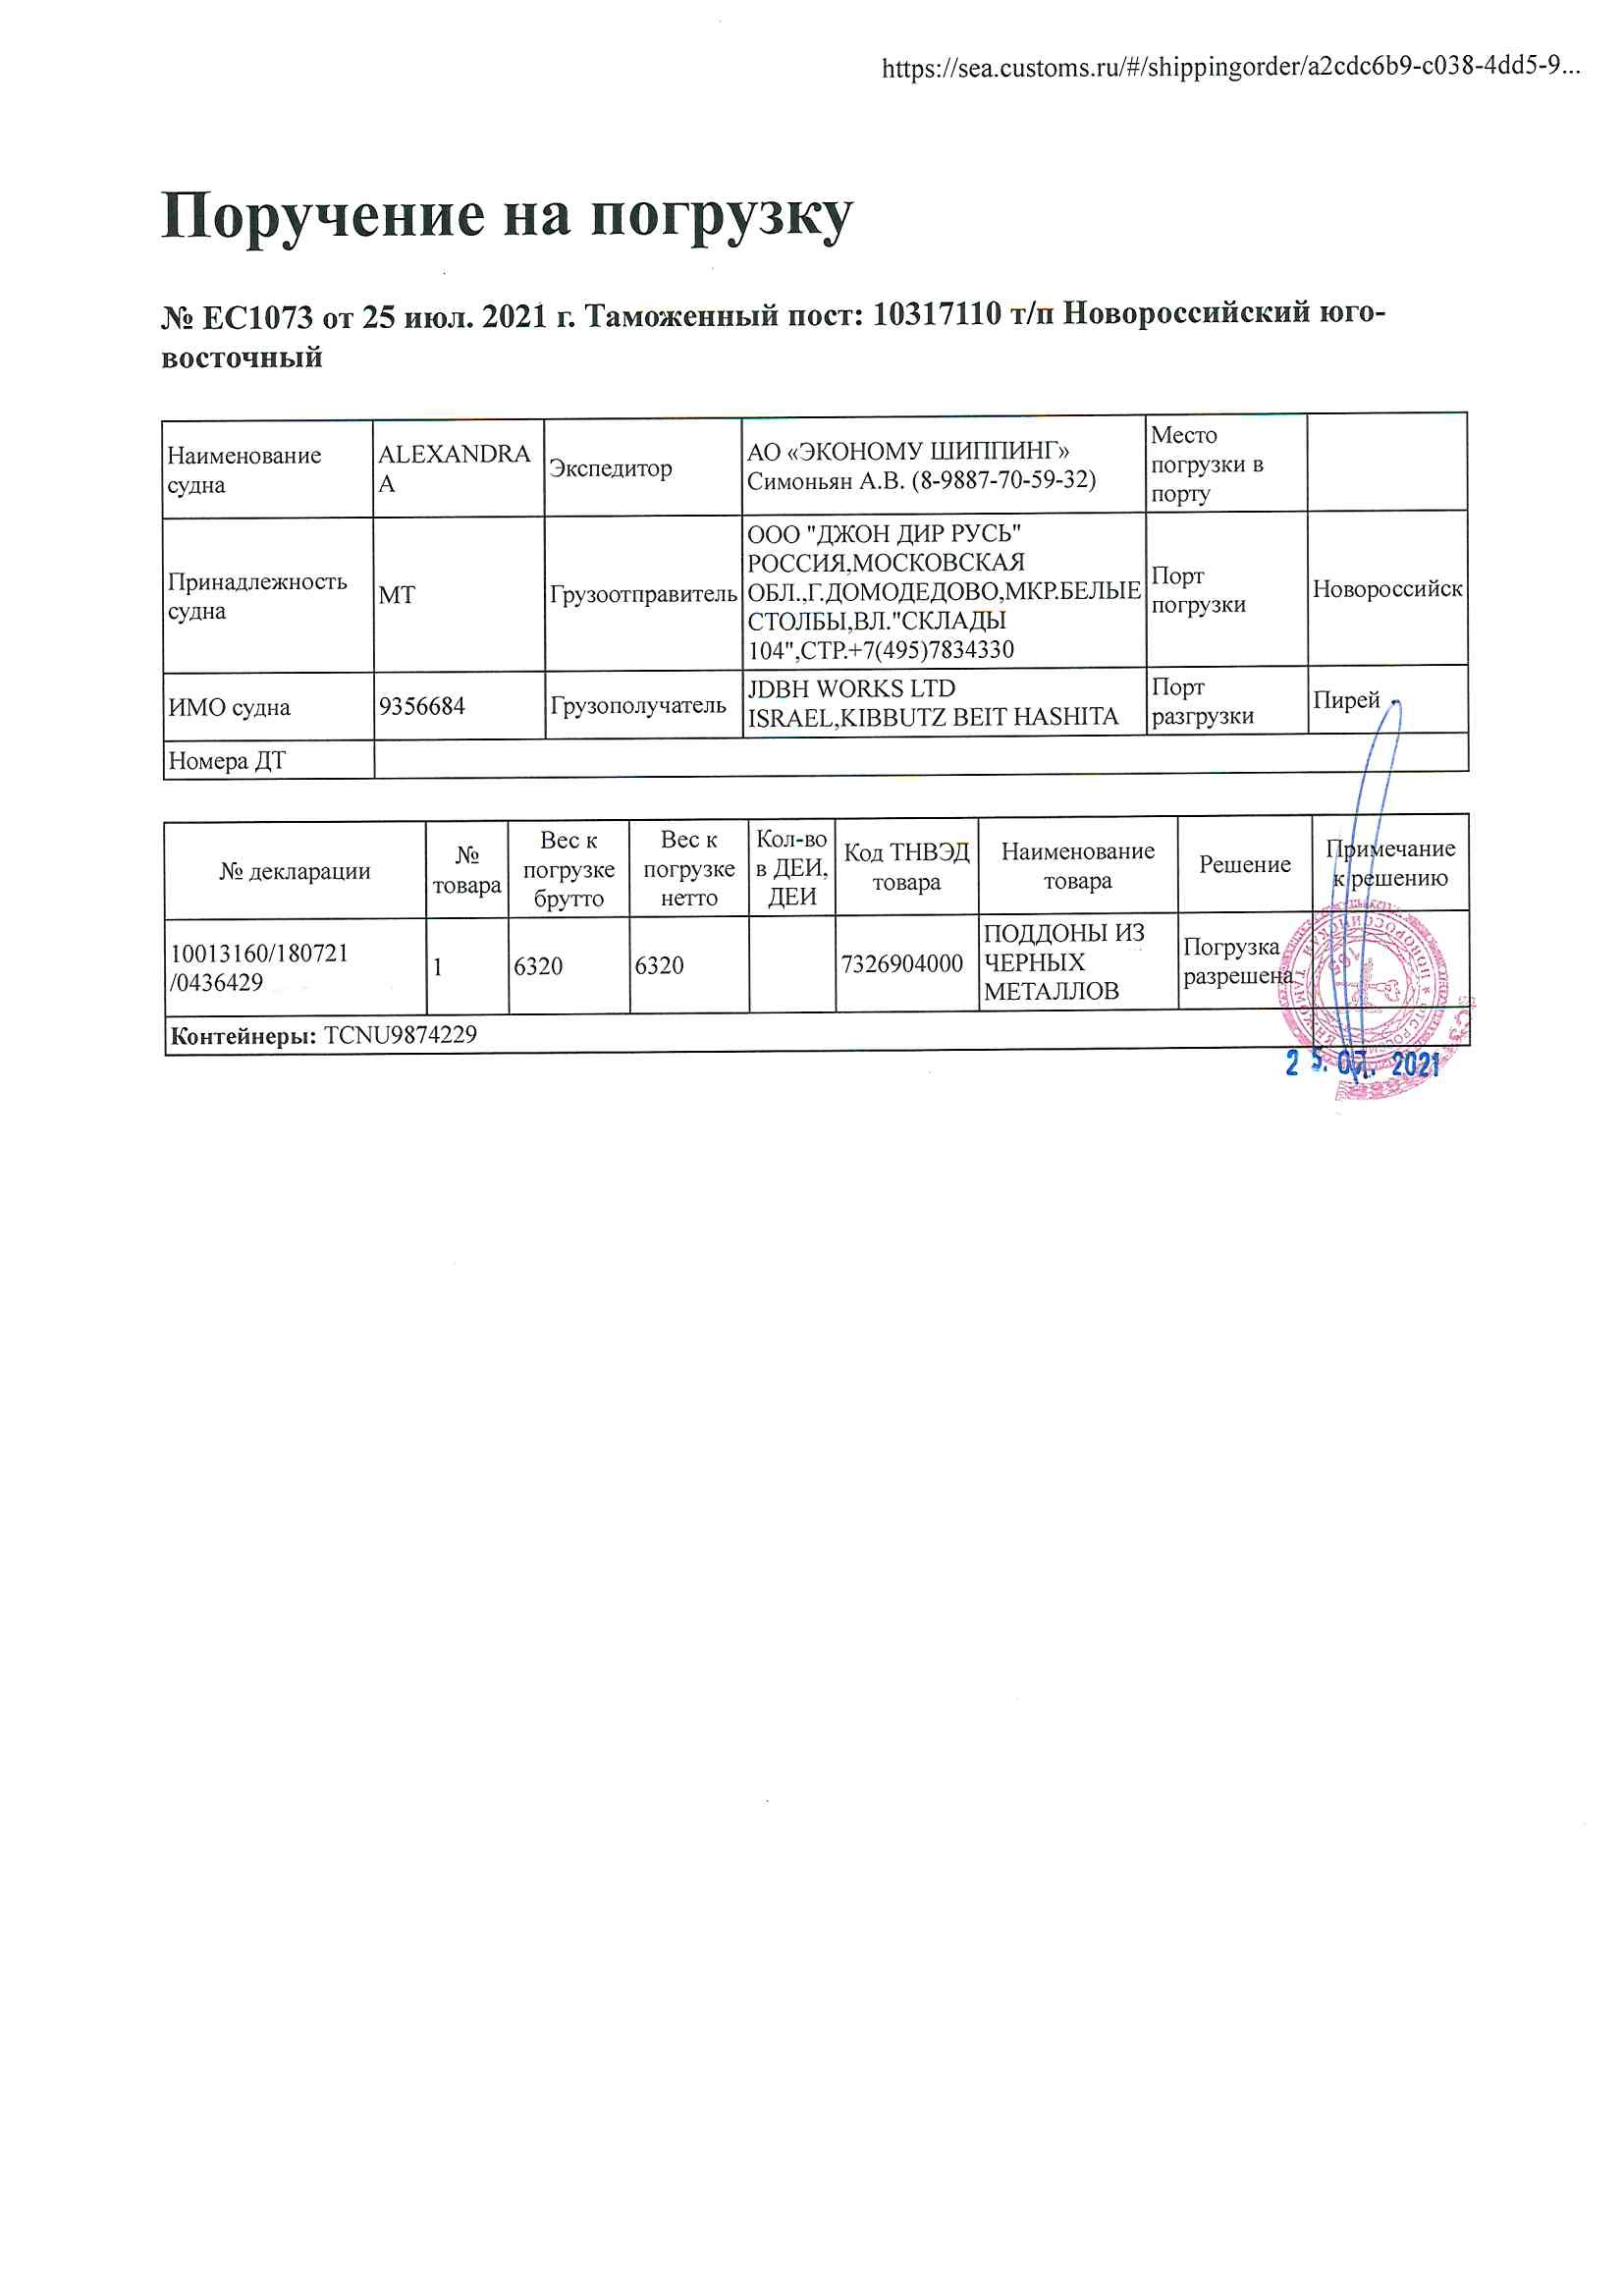 https://sea.customs.ru/#/shippingorder/a2cdc6b9-c038-4dd5-9...
Поручение на погрузку
№ EC1073 от 25 июл. 2021 г. Таможенный пост: 10317110 т/п Новороссийский юго-
восточный
Наименование
судна
ALEXANDRA
A
Экспедитор
АО «ЭКОНОМУ ШИППИНГ»
Симоньян А.В. (8-9887-70-59-32)
Место
погрузки в
порту
Принадлежность
судна
МТ
Грузоотправитель
ООО "ДЖОН ДИР РУСЬ"
РОССИЯ,МОСКОВСКАЯ
ОБЛ.,Г.ДОМОДЕДОВО,МКР.БЕЛЫЕ
СТОЛБЫ,ВЛ."СКЛАДЫ
104",СТР.+7(495)7834330
Порт
погрузки
Новороссийск
ИМО судна
9356684
Грузополучатель
JDBH WORKS LTD
ISRAEL,KIBBUTZ BEIT HASHITA
Порт
разгрузки
Пирей
Номера ДТ
№ декларации
№
товара
Вес к
погрузке
брутто
Вес к
погрузке
нетто
Кол-во
в ДЕИ,
ДЕИ
Код ТНВЭД
товара
Наименование
товара
Решение
Примечание
к решению
10013160/180721
/0436429
1
6320
6320
7326904000
ПОДДОНЫ ИЗ
ЧЕРНЫХ
МЕТАЛЛОВ
Погрузка
разрешена
Контейнеры: TCNU9874229
25. 07. 2021